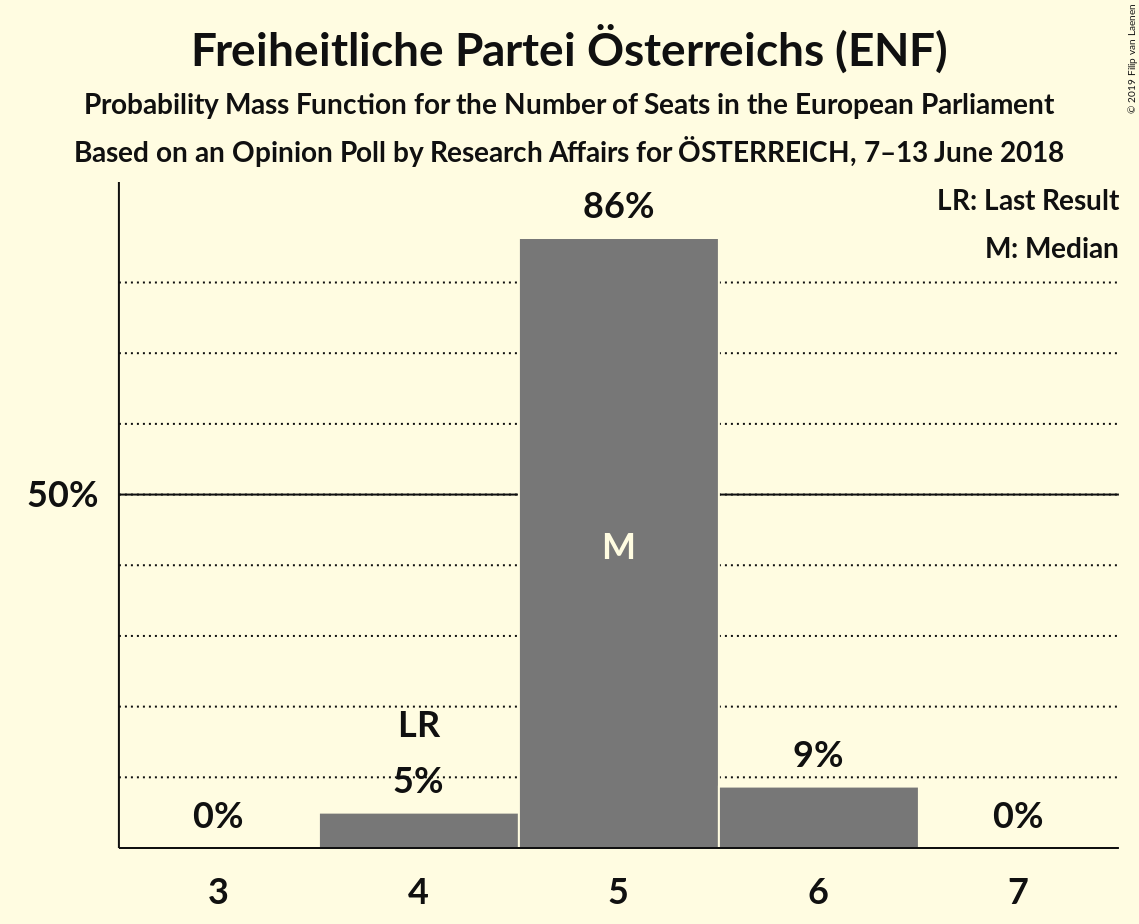 Freiheitliche Partei Österreichs (ENF)
Probability Mass Function for the Number of Seats in the European Parliament
Based on an Opinion Poll by Research Affairs for ÖSTERREICH, 7–13 June 2018
© 2019 Filip van Laenen
LR: Last Result
M: Median
86%
50%
M
LR
5%
9%
0%
0%
3
4
5
6
7